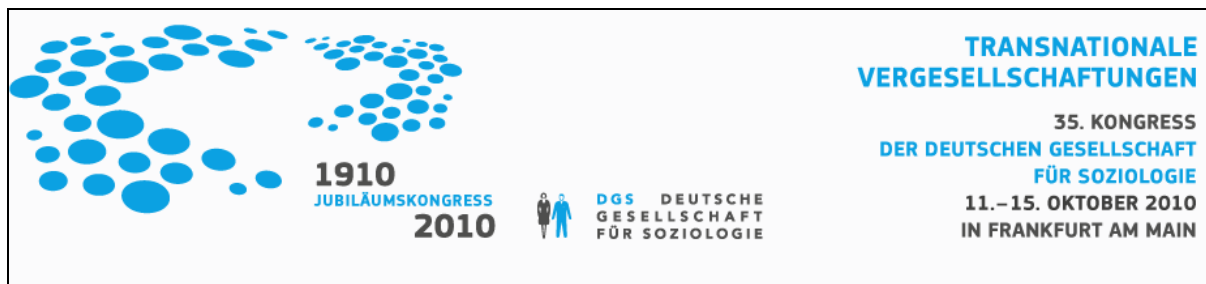 1910
JUBILÄUMSKONGRESS
2010
DGS DEUTSCHE
GESELLSCHAFT
FÜR SOZIOLOGIE
TRANSNATIONALE
VERGESELLSCHAFTUNGEN
35. KONGRESS
DER DEUTSCHEN GESELLSCHAFT
FÜR SOZIOLOGIE
11.–15. OKTOBER 2010
IN FRANKFURT AM MAIN